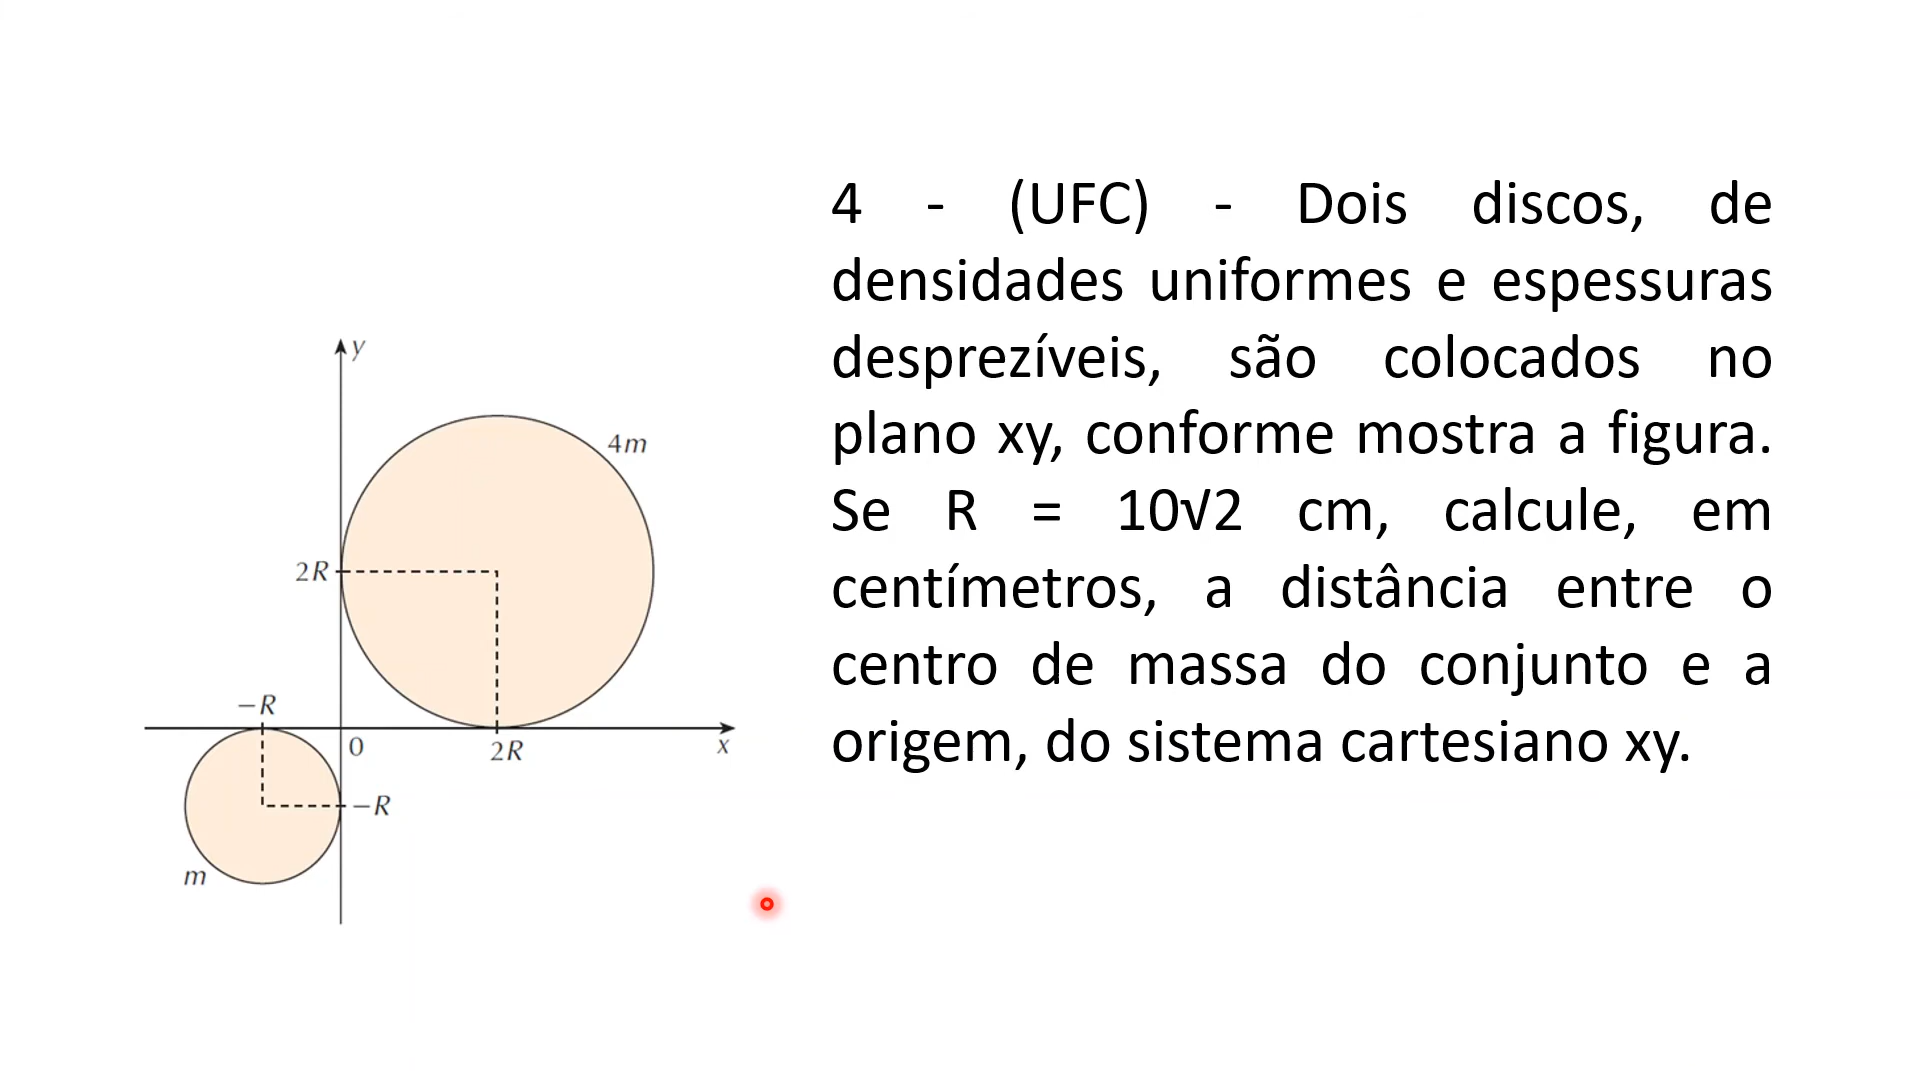 4 - (UFC) - Dois discos, de
densidades uniformes e espessuras
desprezíveis, são colocados no
plano xy, conforme mostra a figura.
Se R = 10√2 cm, calcule, em
centímetros, a distância entre o
centro de massa do conjunto e a
origem, do sistema cartesiano xy.
y
4m
2R
−R
0
2R
x
−R
m